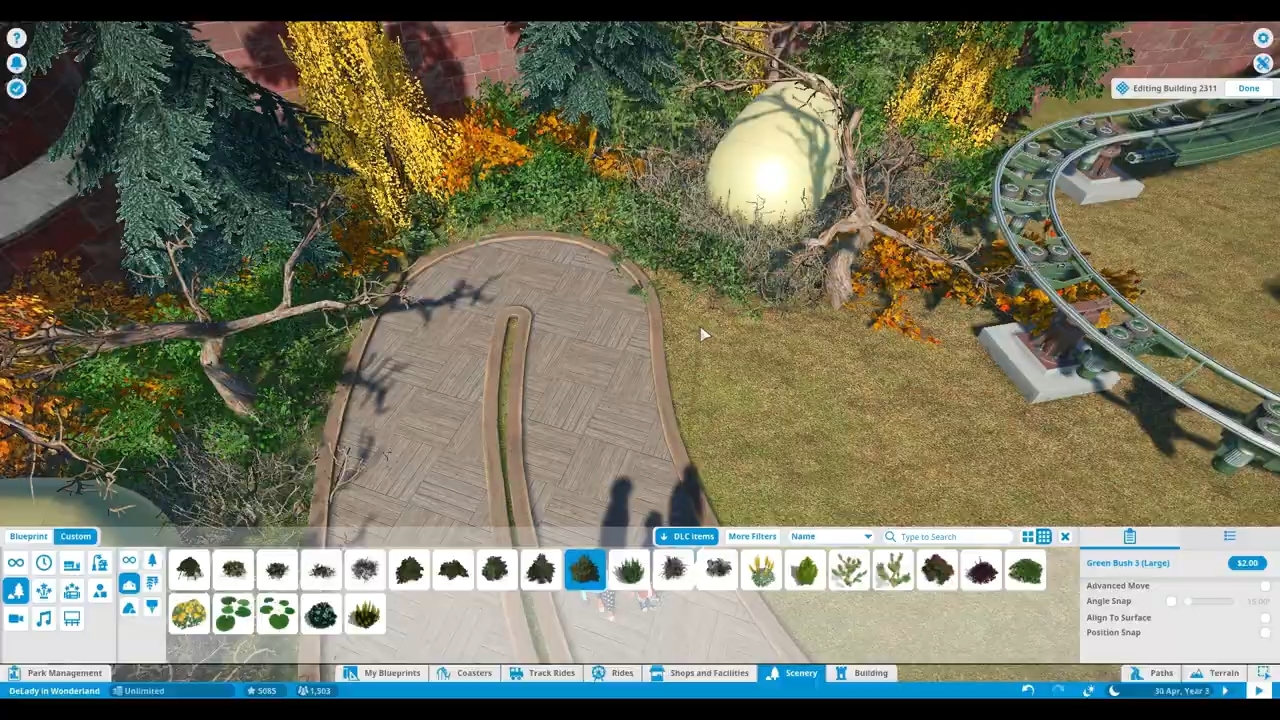 ?
Editing Building 2311 Done
Blueprint Custom
DLC Items More Filters Name Type to Search
Green Bush 3 (Large) $2.00
Advanced Move
Angle Snap 15.00°
Align To Surface
Position Snap
Park Management My Blueprints Coasters Track Rides Rides Shops and Facilities Scenery Building Paths Terrain
DeLady in Wonderland Unlimited 5085 1,503 30 Apr, Year 3